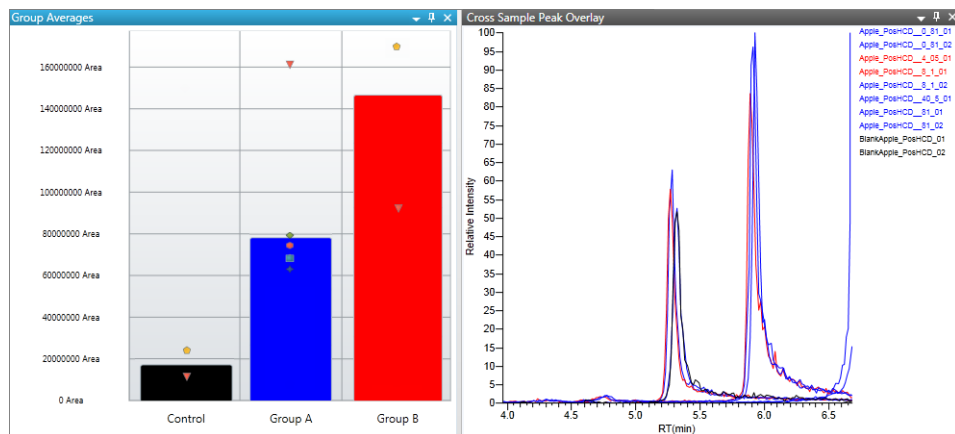 Group Averages
160000000 Area
140000000 Area
120000000 Area
100000000 Area
80000000 Area
60000000 Area
40000000 Area
20000000 Area
0 Area
Control
Group A
Group B
Cross Sample Peak Overlay
100
95
90
85
80
75
70
65
60
55
50
45
40
35
30
25
20
15
10
5
0
Relative Intensity
4.0
4.5
5.0
5.5
6.0
6.5
RT(min)
Apple_PosHCD__0_81_01
Apple_PosHCD__0_81_02
Apple_PosHCD__4_05_01
Apple_PosHCD__8_1_01
Apple_PosHCD__8_1_02
Apple_PosHCD__40_5_01
Apple_PosHCD__81_01
Apple_PosHCD__81_02
BlankApple_PosHCD_01
BlankApple_PosHCD_02